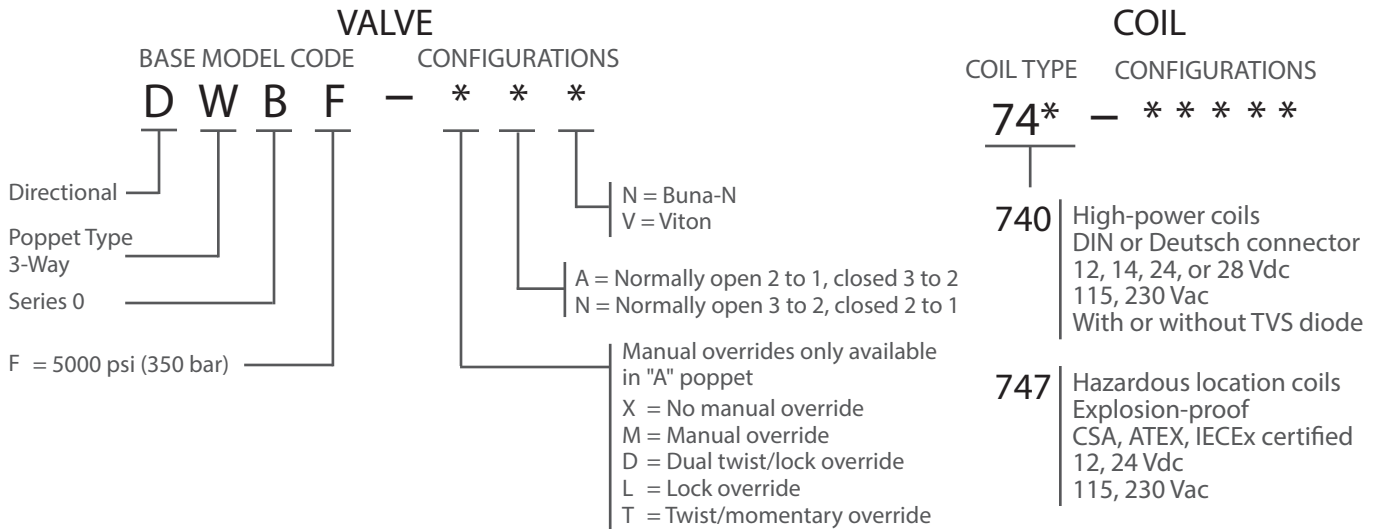 VALVE
BASE MODEL CODE
CONFIGURATIONS
D W B F – * * *
Directional
Poppet Type
3-Way
Series 0
F = 5000 psi (350 bar)
N = Buna-N
V = Viton
A = Normally open 2 to 1, closed 3 to 2
N = Normally open 3 to 2, closed 2 to 1
Manual overrides only available
in "A" poppet
X = No manual override
M = Manual override
D = Dual twist/lock override
L = Lock override
T = Twist/momentary override
COIL
COIL TYPE
CONFIGURATIONS
74* – * * * * *
740
High-power coils
DIN or Deutsch connector
12, 14, 24, or 28 Vdc
115, 230 Vac
With or without TVS diode
747
Hazardous location coils
Explosion-proof
CSA, ATEX, IECEx certified
12, 24 Vdc
115, 230 Vac